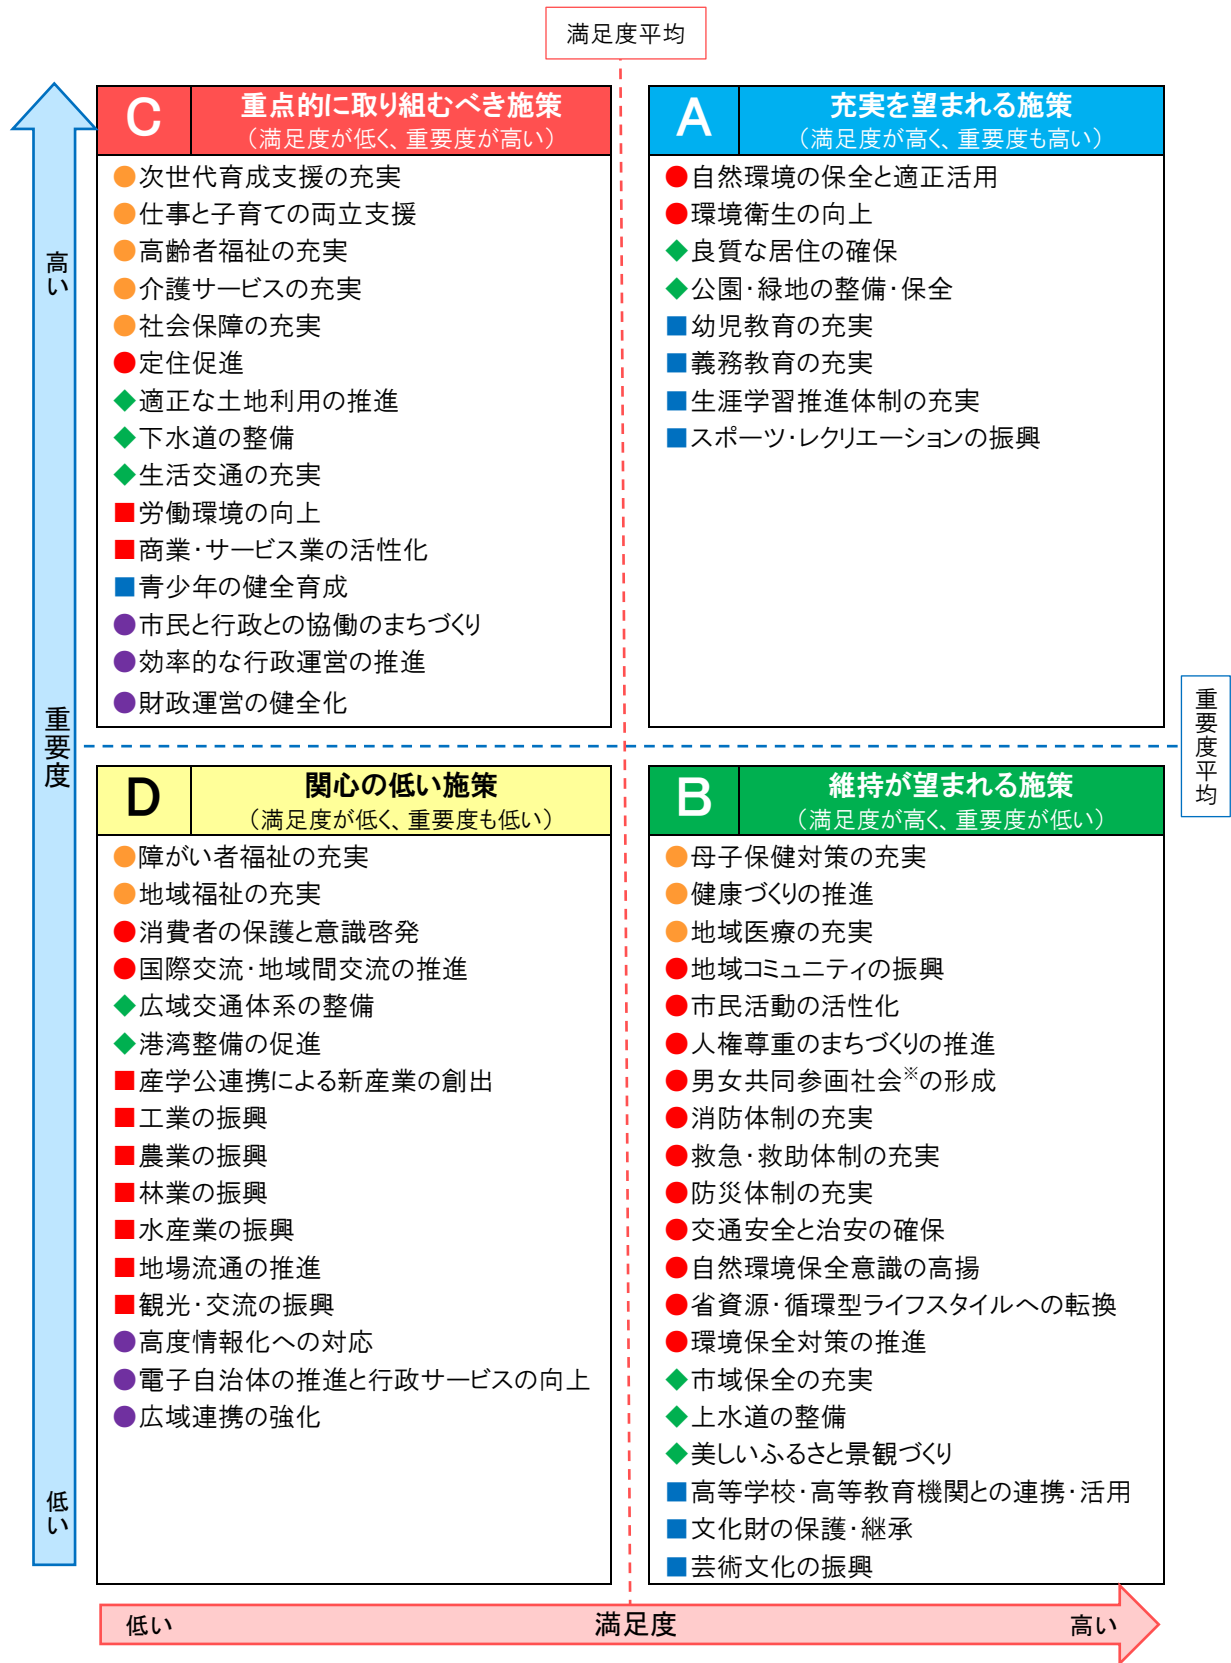 満足度平均
C
重点的に取り組むべき施策
（満足度が低く、重要度が高い）
●次世代育成支援の充実
●仕事と子育ての両立支援
●高齢者福祉の充実
●介護サービスの充実
●社会保障の充実
●定住促進
◆適正な土地利用の推進
◆下水道の整備
◆生活交通の充実
■労働環境の向上
■商業・サービス業の活性化
■青少年の健全育成
●市民と行政との協働のまちづくり
●効率的な行政運営の推進
●財政運営の健全化
A
充実を望まれる施策
（満足度が高く、重要度も高い）
●自然環境の保全と適正活用
●環境衛生の向上
◆良質な居住の確保
◆公園・緑地の整備・保全
■幼児教育の充実
■義務教育の充実
■生涯学習推進体制の充実
■スポーツ・レクリエーションの振興
高い
重要度
低い
重要度平均
D
関心の低い施策
（満足度が低く、重要度も低い）
●障がい者福祉の充実
●地域福祉の充実
●消費者の保護と意識啓発
●国際交流・地域間交流の推進
◆広域交通体系の整備
◆港湾整備の促進
■産学公連携による新産業の創出
■工業の振興
■農業の振興
■林業の振興
■水産業の振興
■地場流通の推進
■観光・交流の振興
●高度情報化への対応
●電子自治体の推進と行政サービスの向上
●広域連携の強化
B
維持が望まれる施策
（満足度が高く、重要度が低い）
●母子保健対策の充実
●健康づくりの推進
●地域医療の充実
●地域コミュニティの振興
●市民活動の活性化
●人権尊重のまちづくりの推進
●男女共同参画社会※の形成
●消防体制の充実
●救急・救助体制の充実
●防災体制の充実
●交通安全と治安の確保
●自然環境保全意識の高揚
●省資源・循環型ライフスタイルへの転換
●環境保全対策の推進
◆市域保全の充実
◆上水道の整備
◆美しいふるさと景観づくり
■高等学校・高等教育機関との連携・活用
■文化財の保護・継承
■芸術文化の振興
低い
満足度
高い